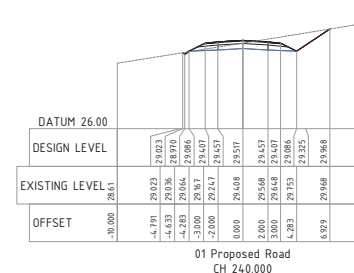 DATUM 26.00
DESIGN LEVEL 29.023 28.970 29.086 29.407 29.457 29.517 29.457 29.407 29.086 29.325 29.968
EXISTING LEVEL 28.61 29.023 29.036 29.064 29.167 29.247 29.408 29.568 29.648 29.753 29.968
OFFSET -10.000 -4.791 -4.633 -4.283 -3.000 -2.000 0.000 2.000 3.000 4.283 6.929
01 Proposed Road
CH 240.000